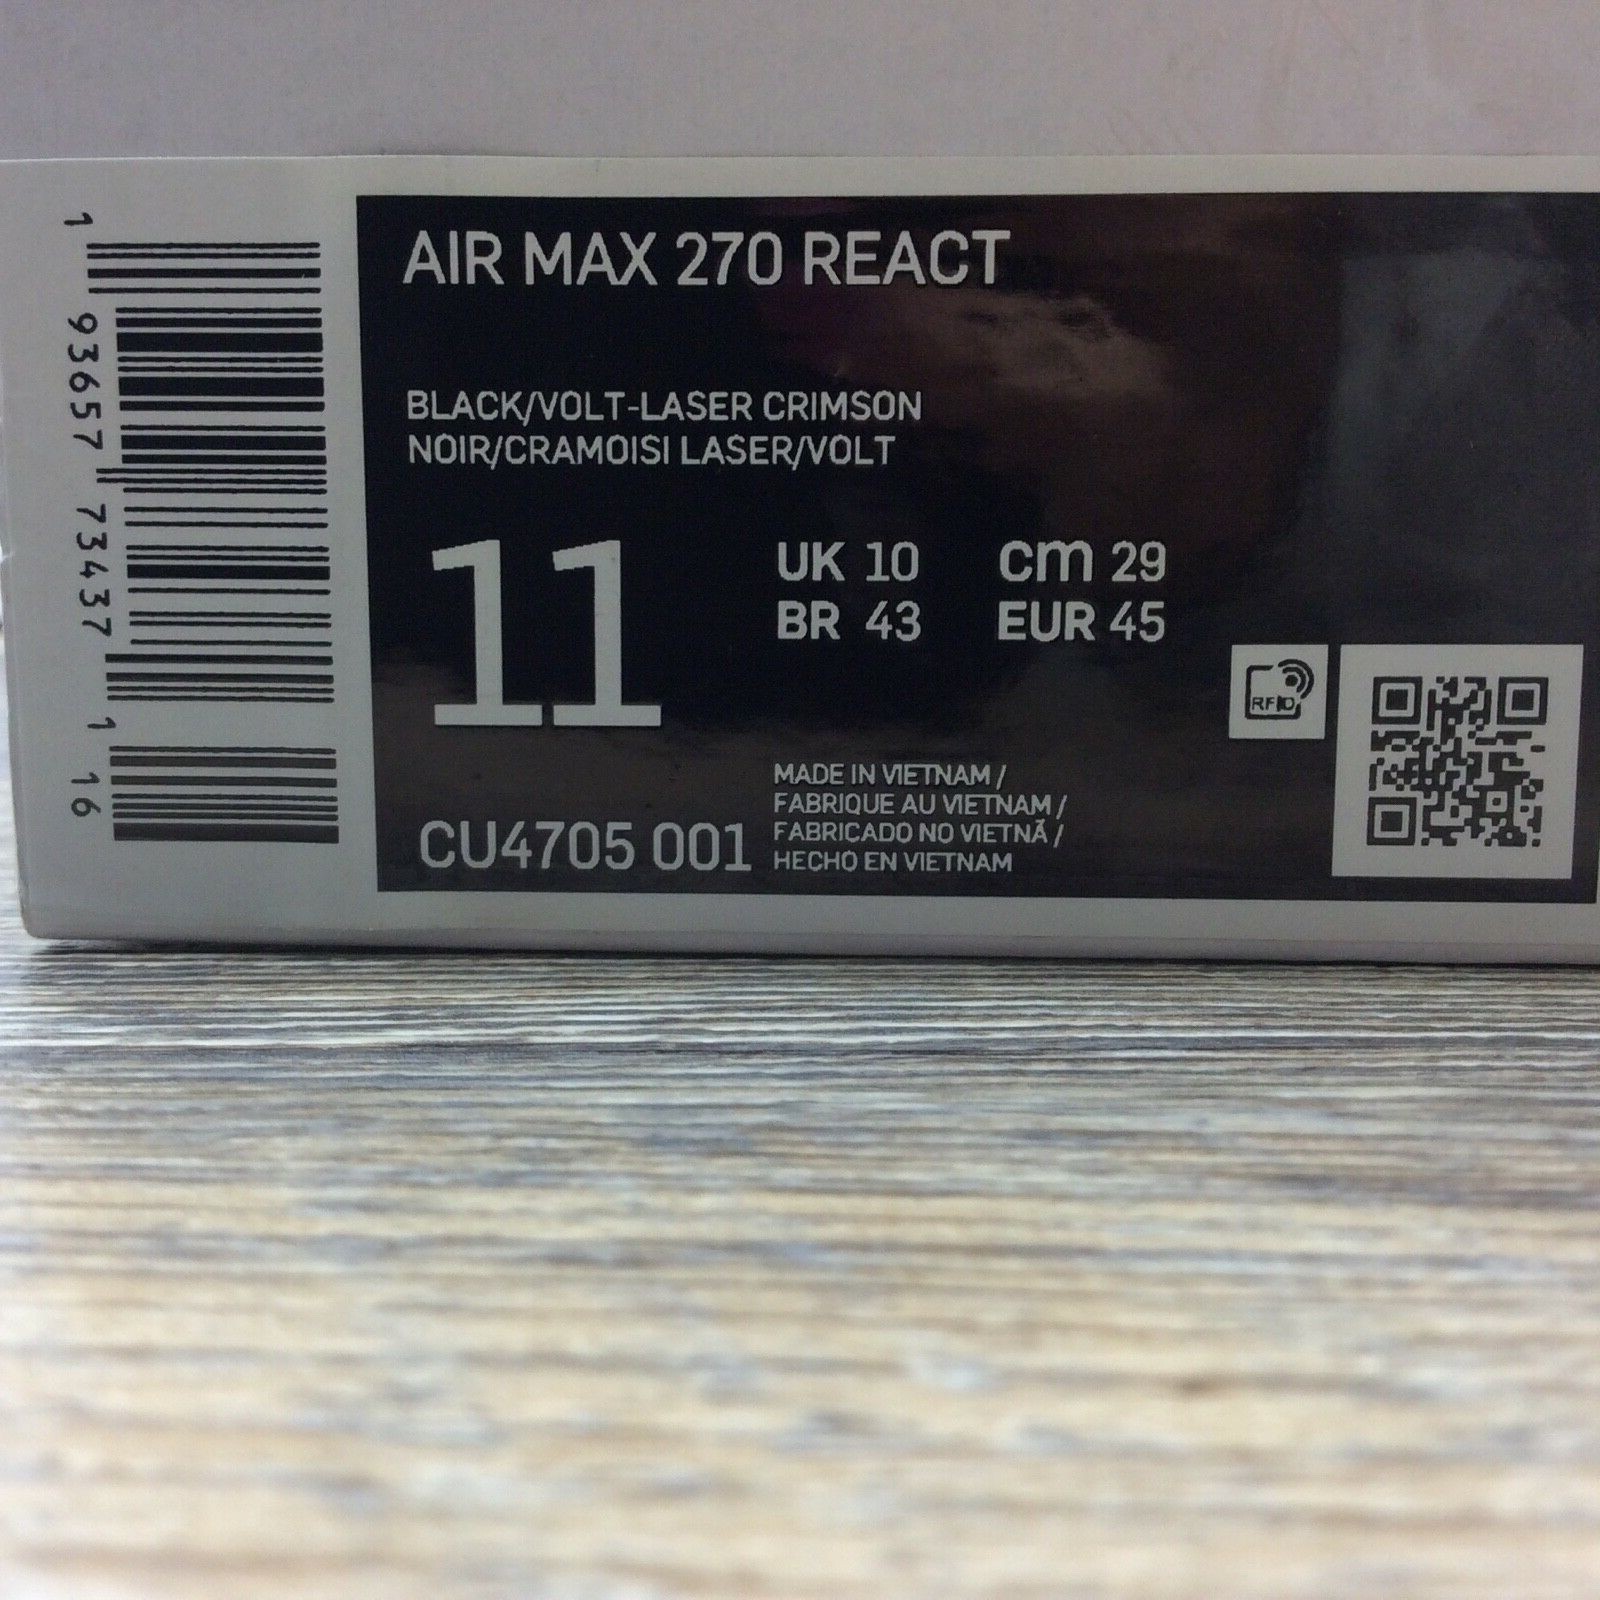 AIR MAX 270 REACT
BLACK/VOLT-LASER CRIMSON
NOIR/CRAMOISI LASER/VOLT
11
UK 10 cm 29
BR 43 EUR 45
RFID
CU4705 001
MADE IN VIETNAM /
FABRIQUE AU VIETNAM /
FABRICADO NO VIETNÃ /
HECHO EN VIETNAM
1 93657 73437 1 16